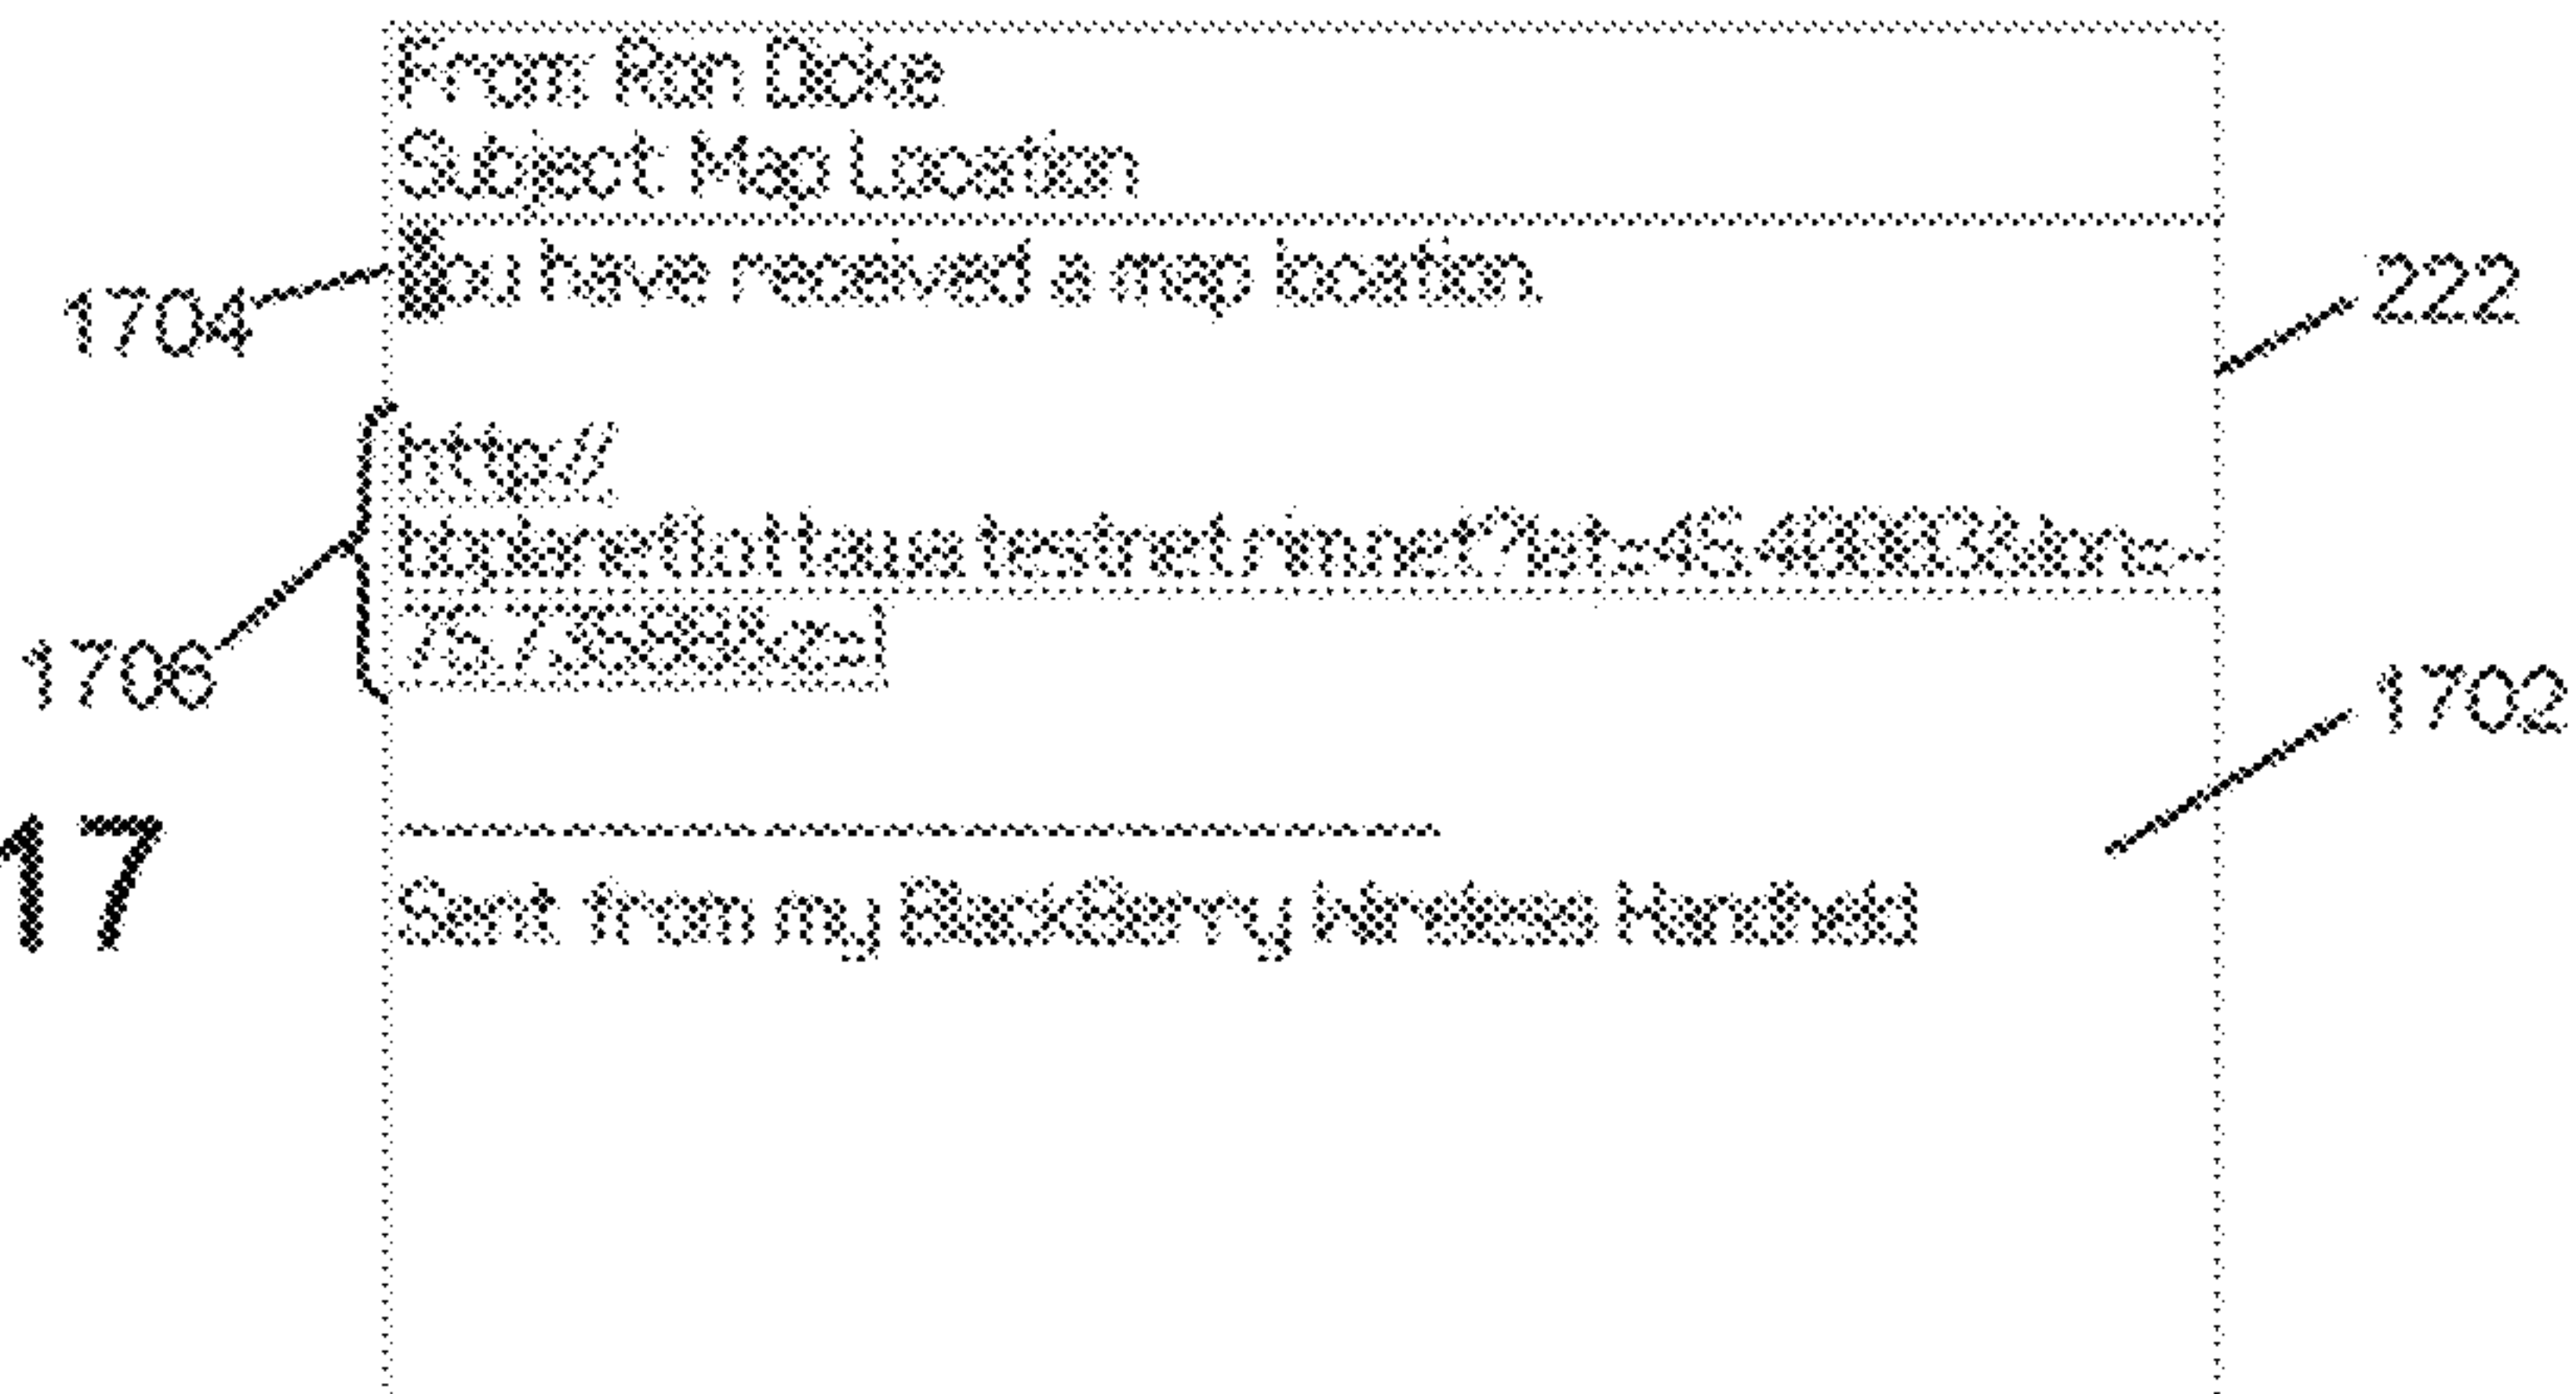 From: Ron Dicke
Subject: Map Location
You have received a map location.
1704
222
http://
1706
1702
17
Sent from my BlackBerry Wireless Handheld